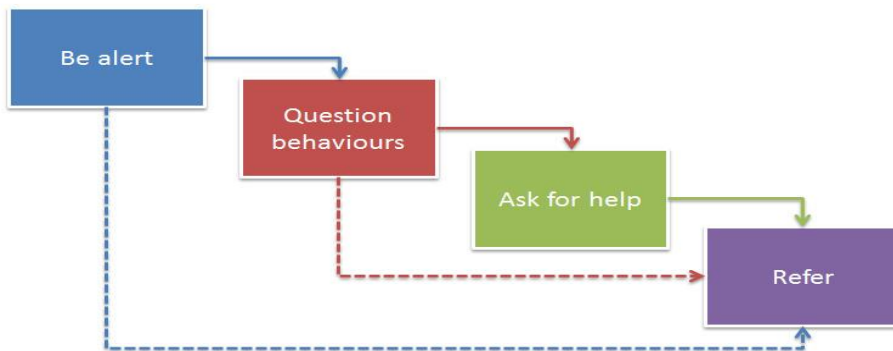 Be alert
Question
behaviours
Ask for help
Refer